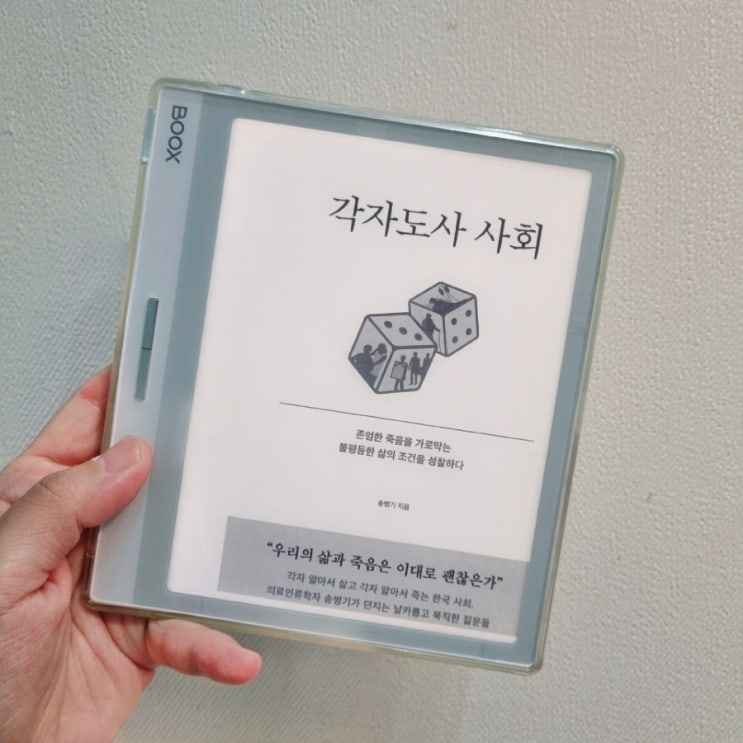 BOOX
각자도사 사회
존엄한 죽음을 가로막는
불평등한 삶의 조건을 성찰하다
송병기 지음
“우리의 삶과 죽음은 이대로 괜찮은가”
각자 알아서 살고 각자 알아서 죽는 한국 사회,
의료인류학자 송병기가 던지는 날카롭고 묵직한 질문들